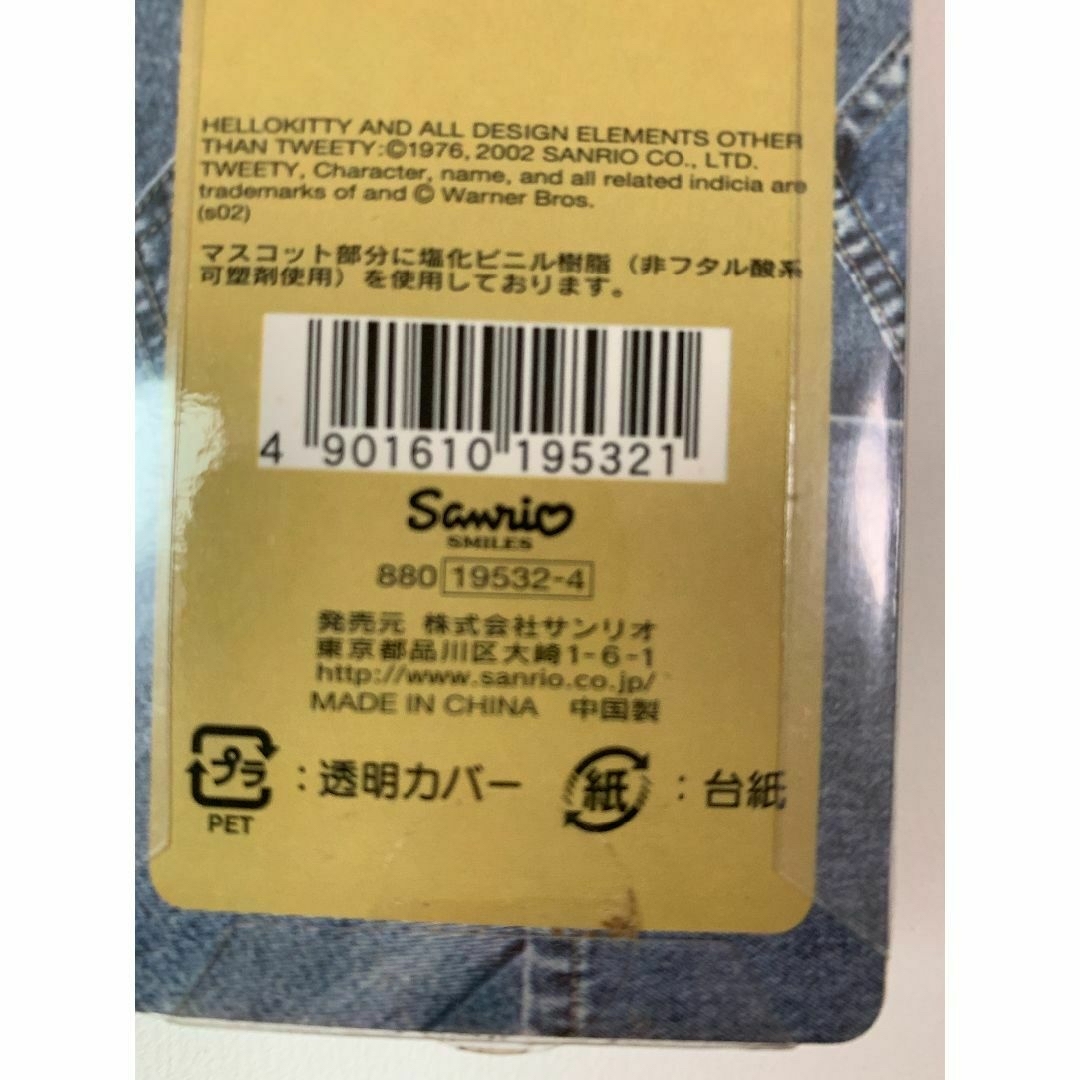 HELLOKITTY AND ALL DESIGN ELEMENTS OTHER
THAN TWEETY:©1976, 2002 SANRIO CO., LTD.
TWEETY, Character, name, and all related indicia are
trademarks of and © Warner Bros.
(s02)
マスコット部分に塩化ビニル樹脂（非フタル酸系
可塑剤使用）を使用しております。
4 901610 195321
Sanrio
SMILES
880 19532-4
発売元 株式会社サンリオ
東京都品川区大崎1-6-1
http://www.sanrio.co.jp/
MADE IN CHINA 中国製
プラ : 透明カバー 紙 : 台紙
PET